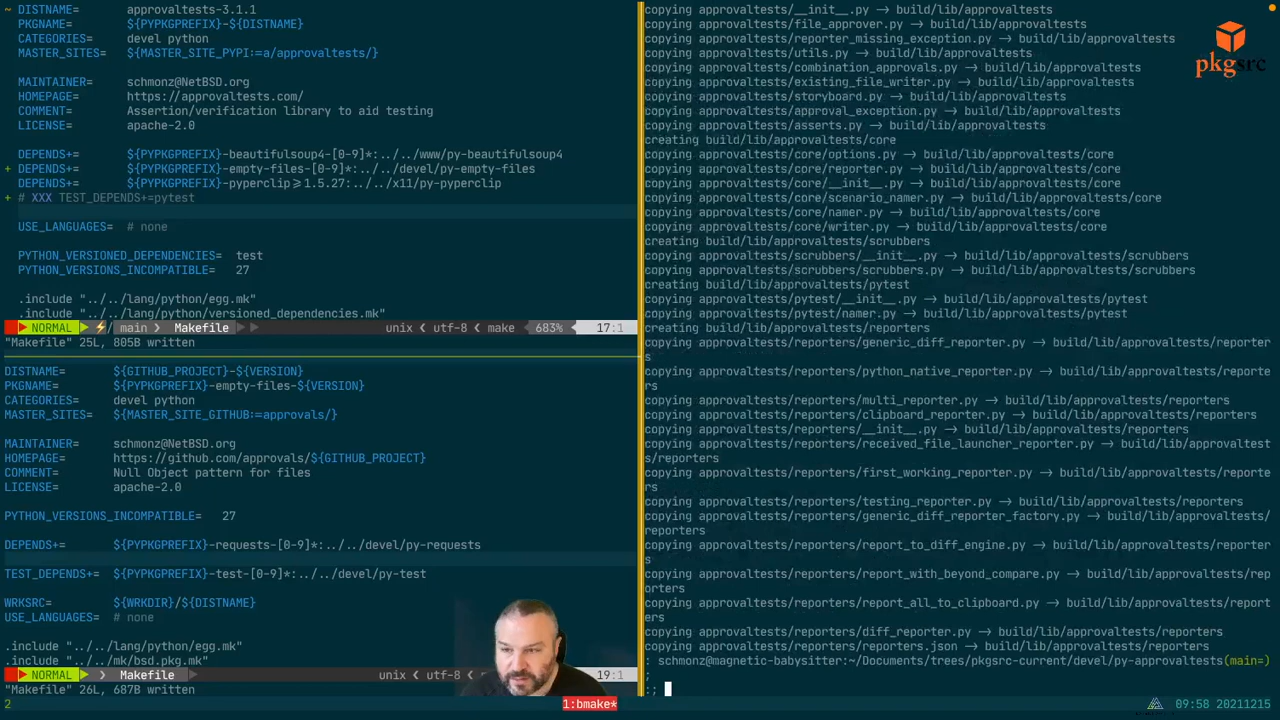 ~ DISTNAME= approvaltests-3.1.1
PKGNAME= ${PYPKGPREFIX}-${DISTNAME}
CATEGORIES= devel python
MASTER_SITES= ${MASTER_SITE_PYPI:=a/approvaltests/}
MAINTAINER= schmonz@NetBSD.org
HOMEPAGE= https://approvaltests.com/
COMMENT= Assertion/verification library to aid testing
LICENSE= apache-2.0
DEPENDS+= ${PYPKGPREFIX}-beautifulsoup4-[0-9]*:../../www/py-beautifulsoup4
+ DEPENDS+= ${PYPKGPREFIX}-empty-files-[0-9]*:../../devel/py-empty-files
DEPENDS+= ${PYPKGPREFIX}-pyperclip≥1.5.27:../../x11/py-pyperclip
+ # XXX TEST_DEPENDS+=pytest
USE_LANGUAGES= # none
PYTHON_VERSIONED_DEPENDENCIES= test
PYTHON_VERSIONS_INCOMPATIBLE= 27
.include "../../lang/python/egg.mk"
.include "../../lang/python/versioned_dependencies.mk"
NORMAL main Makefile unix utf-8 make 683% 17:1
"Makefile" 25L, 805B written
DISTNAME= ${GITHUB_PROJECT}-${VERSION}
PKGNAME= ${PYPKGPREFIX}-empty-files-${VERSION}
CATEGORIES= devel python
MASTER_SITES= ${MASTER_SITE_GITHUB:=approvals/}
MAINTAINER= schmonz@NetBSD.org
HOMEPAGE= https://github.com/approvals/${GITHUB_PROJECT}
COMMENT= Null Object pattern for files
LICENSE= apache-2.0
PYTHON_VERSIONS_INCOMPATIBLE= 27
DEPENDS+= ${PYPKGPREFIX}-requests-[0-9]*:../../devel/py-requests
TEST_DEPENDS+= ${PYPKGPREFIX}-test-[0-9]*:../../devel/py-test
WRKSRC= ${WRKDIR}/${DISTNAME}
USE_LANGUAGES= # none
.include "../../lang/python/egg.mk"
.include "../../mk/bsd.pkg.mk"
NORMAL Makefile unix utf-8 19:1
"Makefile" 26L, 687B written
copying approvaltests/__init__.py → build/lib/approvaltests
copying approvaltests/file_approver.py → build/lib/approvaltests
copying approvaltests/reporter_missing_exception.py → build/lib/approvaltests
copying approvaltests/utils.py → build/lib/approvaltests
copying approvaltests/combination_approvals.py → build/lib/approvaltests
copying approvaltests/existing_file_writer.py → build/lib/approvaltests
copying approvaltests/storyboard.py → build/lib/approvaltests
copying approvaltests/approval_exception.py → build/lib/approvaltests
copying approvaltests/asserts.py → build/lib/approvaltests
creating build/lib/approvaltests/core
copying approvaltests/core/options.py → build/lib/approvaltests/core
copying approvaltests/core/reporter.py → build/lib/approvaltests/core
copying approvaltests/core/__init__.py → build/lib/approvaltests/core
copying approvaltests/core/scenario_namer.py → build/lib/approvaltests/core
copying approvaltests/core/namer.py → build/lib/approvaltests/core
copying approvaltests/core/writer.py → build/lib/approvaltests/core
creating build/lib/approvaltests/scrubbers
copying approvaltests/scrubbers/__init__.py → build/lib/approvaltests/scrubbers
copying approvaltests/scrubbers/scrubbers.py → build/lib/approvaltests/scrubbers
creating build/lib/approvaltests/pytest
copying approvaltests/pytest/__init__.py → build/lib/approvaltests/pytest
copying approvaltests/pytest/namer.py → build/lib/approvaltests/pytest
creating build/lib/approvaltests/reporters
copying approvaltests/reporters/generic_diff_reporter.py → build/lib/approvaltests/reporter
s
copying approvaltests/reporters/python_native_reporter.py → build/lib/approvaltests/reporte
rs
copying approvaltests/reporters/multi_reporter.py → build/lib/approvaltests/reporters
copying approvaltests/reporters/clipboard_reporter.py → build/lib/approvaltests/reporters
copying approvaltests/reporters/__init__.py → build/lib/approvaltests/reporters
copying approvaltests/reporters/received_file_launcher_reporter.py → build/lib/approvaltest
s/reporters
copying approvaltests/reporters/first_working_reporter.py → build/lib/approvaltests/reporte
rs
copying approvaltests/reporters/testing_reporter.py → build/lib/approvaltests/reporters
copying approvaltests/reporters/generic_diff_reporter_factory.py → build/lib/approvaltests/
reporters
copying approvaltests/reporters/report_to_diff_engine.py → build/lib/approvaltests/reporter
s
copying approvaltests/reporters/report_with_beyond_compare.py → build/lib/approvaltests/rep
orters
copying approvaltests/reporters/report_all_to_clipboard.py → build/lib/approvaltests/report
ers
copying approvaltests/reporters/diff_reporter.py → build/lib/approvaltests/reporters
copying approvaltests/reporters/reporters.json → build/lib/approvaltests/reporters
: schmonz@magnetic-babysitter:~/Documents/trees/pkgsrc-current/devel/py-approvaltests(main=)
;
:;
pkgsrc
2 1:bmake* 09:58 20211215